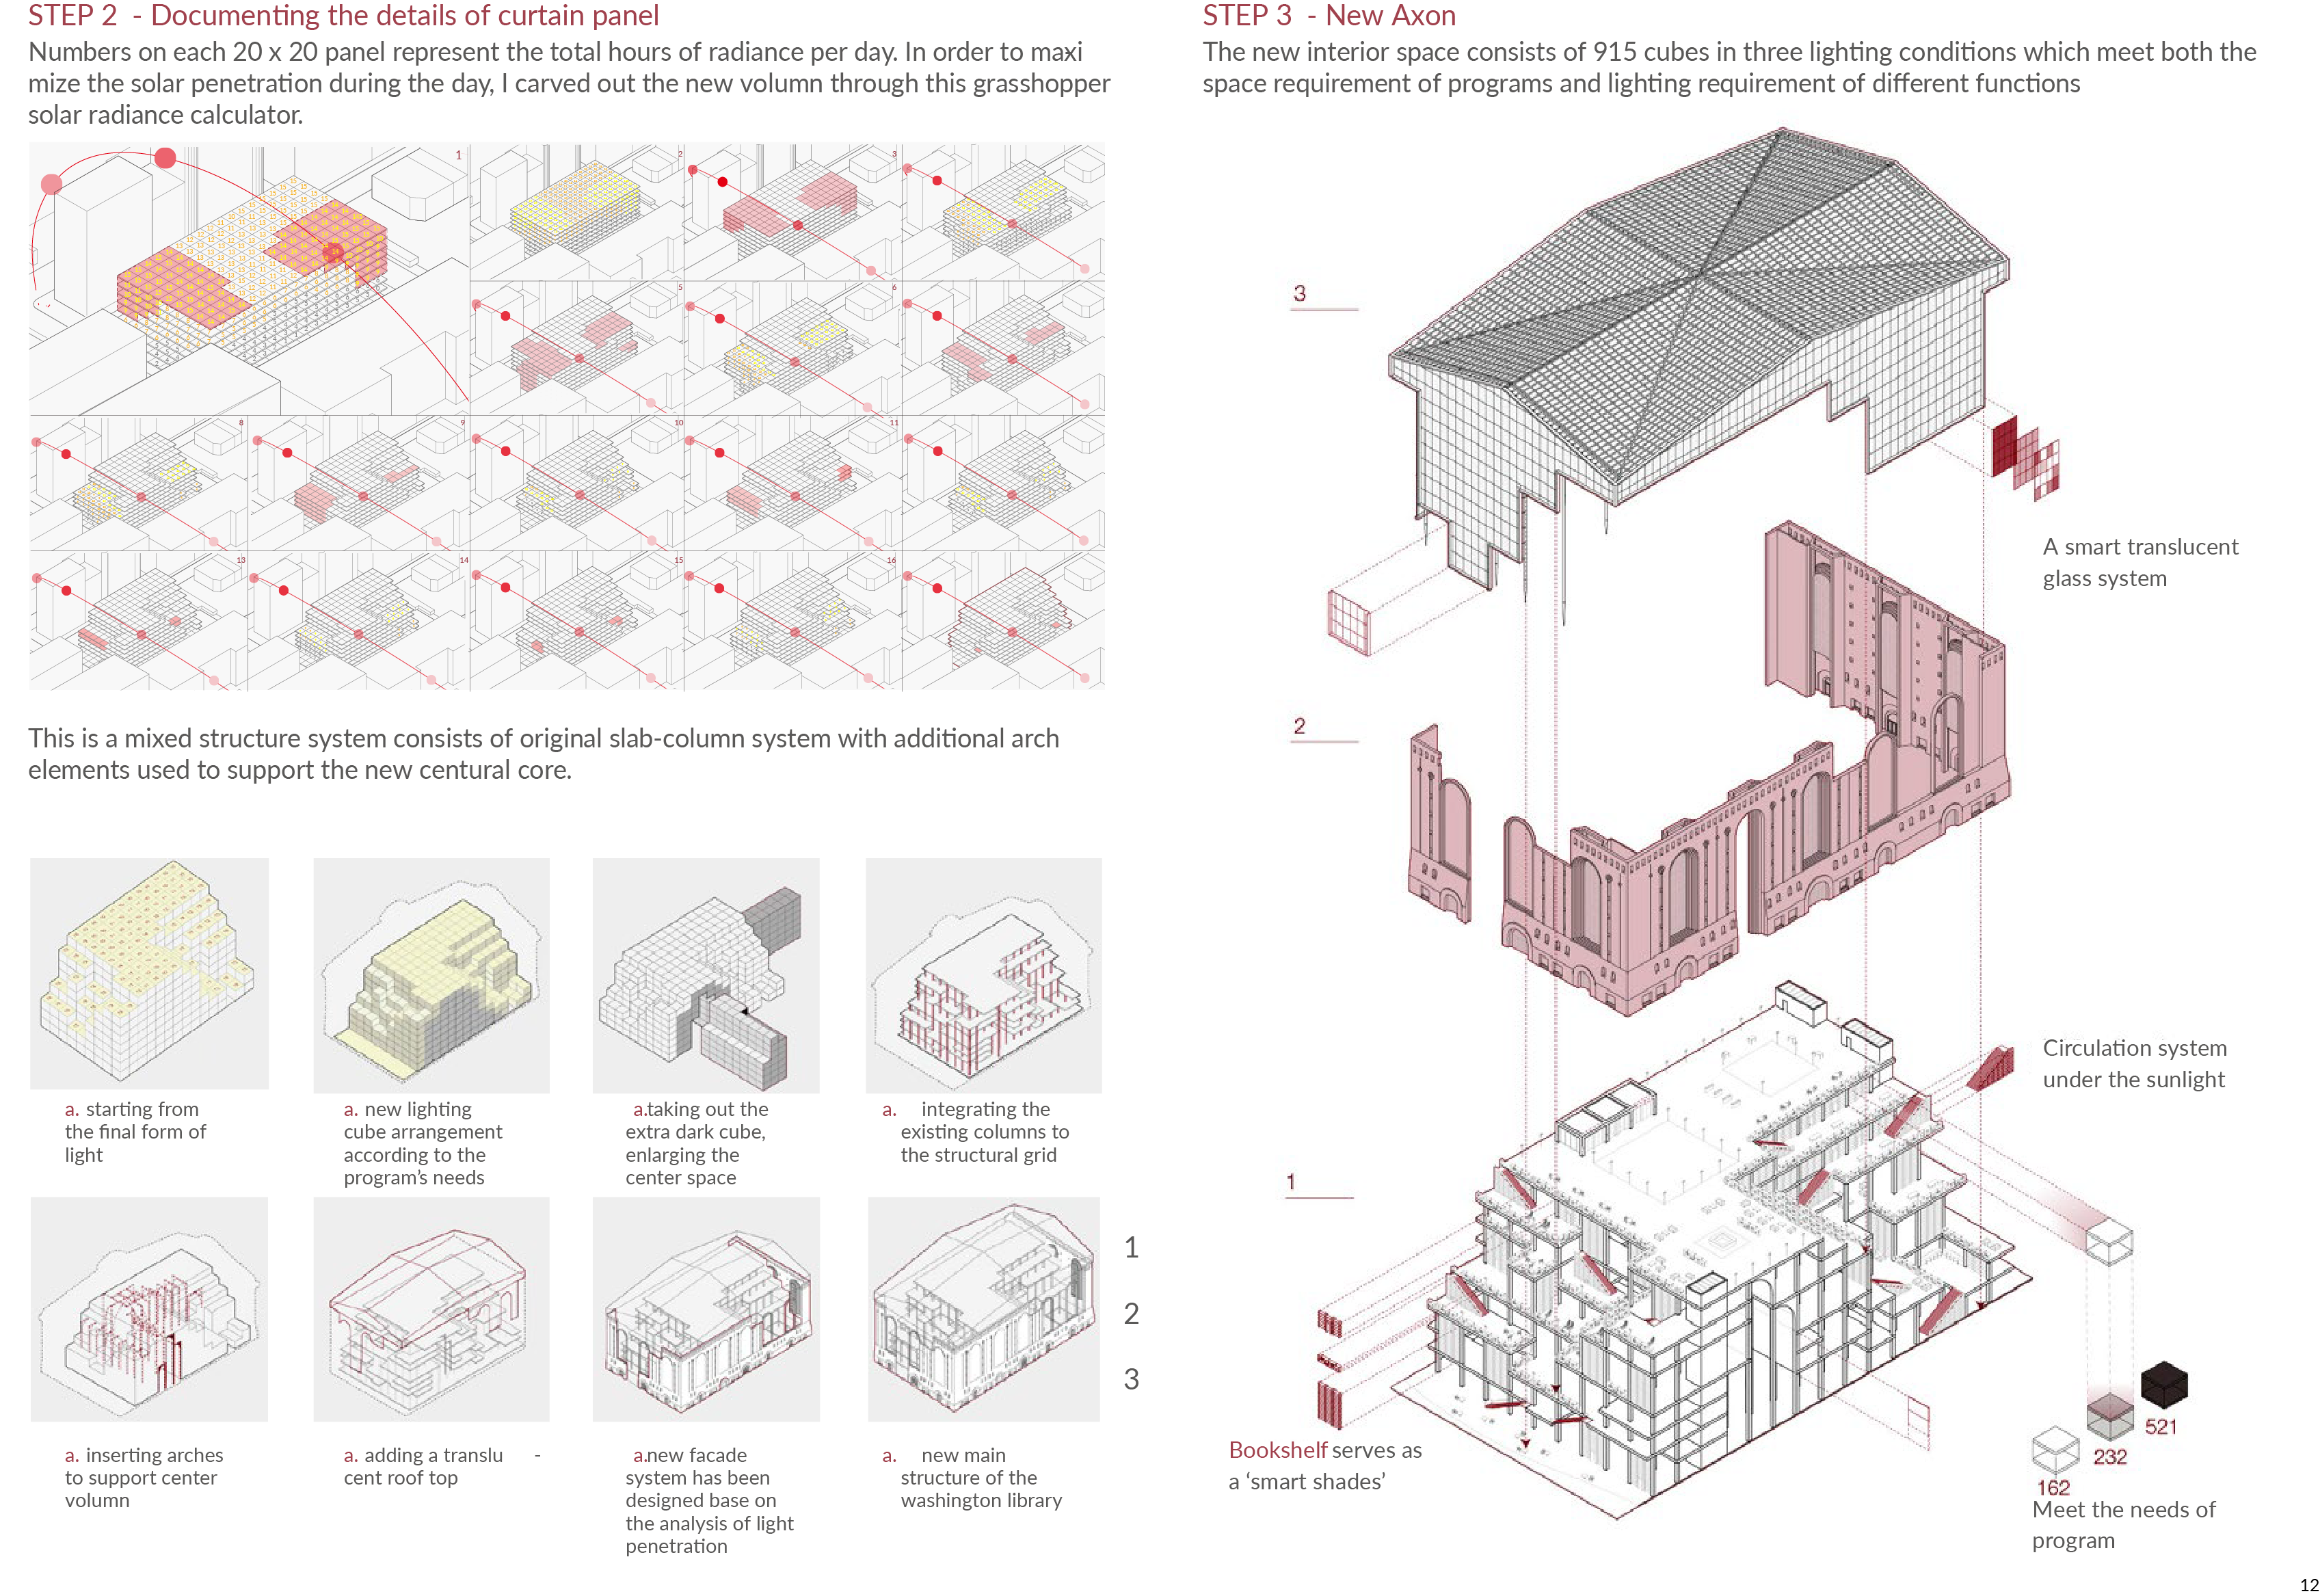 STEP 2 - Documenting the details of curtain panel
Numbers on each 20 x 20 panel represent the total hours of radiance per day. In order to maxi
mize the solar penetration during the day, I carved out the new volumn through this grasshopper
solar radiance calculator.
1
2
3
5
6
8
9
10
11
13
14
15
16
This is a mixed structure system consists of original slab-column system with additional arch
elements used to support the new centural core.
a. starting from
the final form of
light
a. new lighting
cube arrangement
according to the
program's needs
a.taking out the
extra dark cube,
enlarging the
center space
a. integrating the
existing columns to
the structural grid
1
2
3
a. inserting arches
to support center
volumn
a. adding a translu -
cent roof top
a.new facade
system has been
designed base on
the analysis of light
penetration
a. new main
structure of the
washington library
STEP 3 - New Axon
The new interior space consists of 915 cubes in three lighting conditions which meet both the
space requirement of programs and lighting requirement of different functions
3
A smart translucent
glass system
2
Circulation system
under the sunlight
1
Bookshelf serves as
a ‘smart shades’
521
232
162
Meet the needs of
program
12